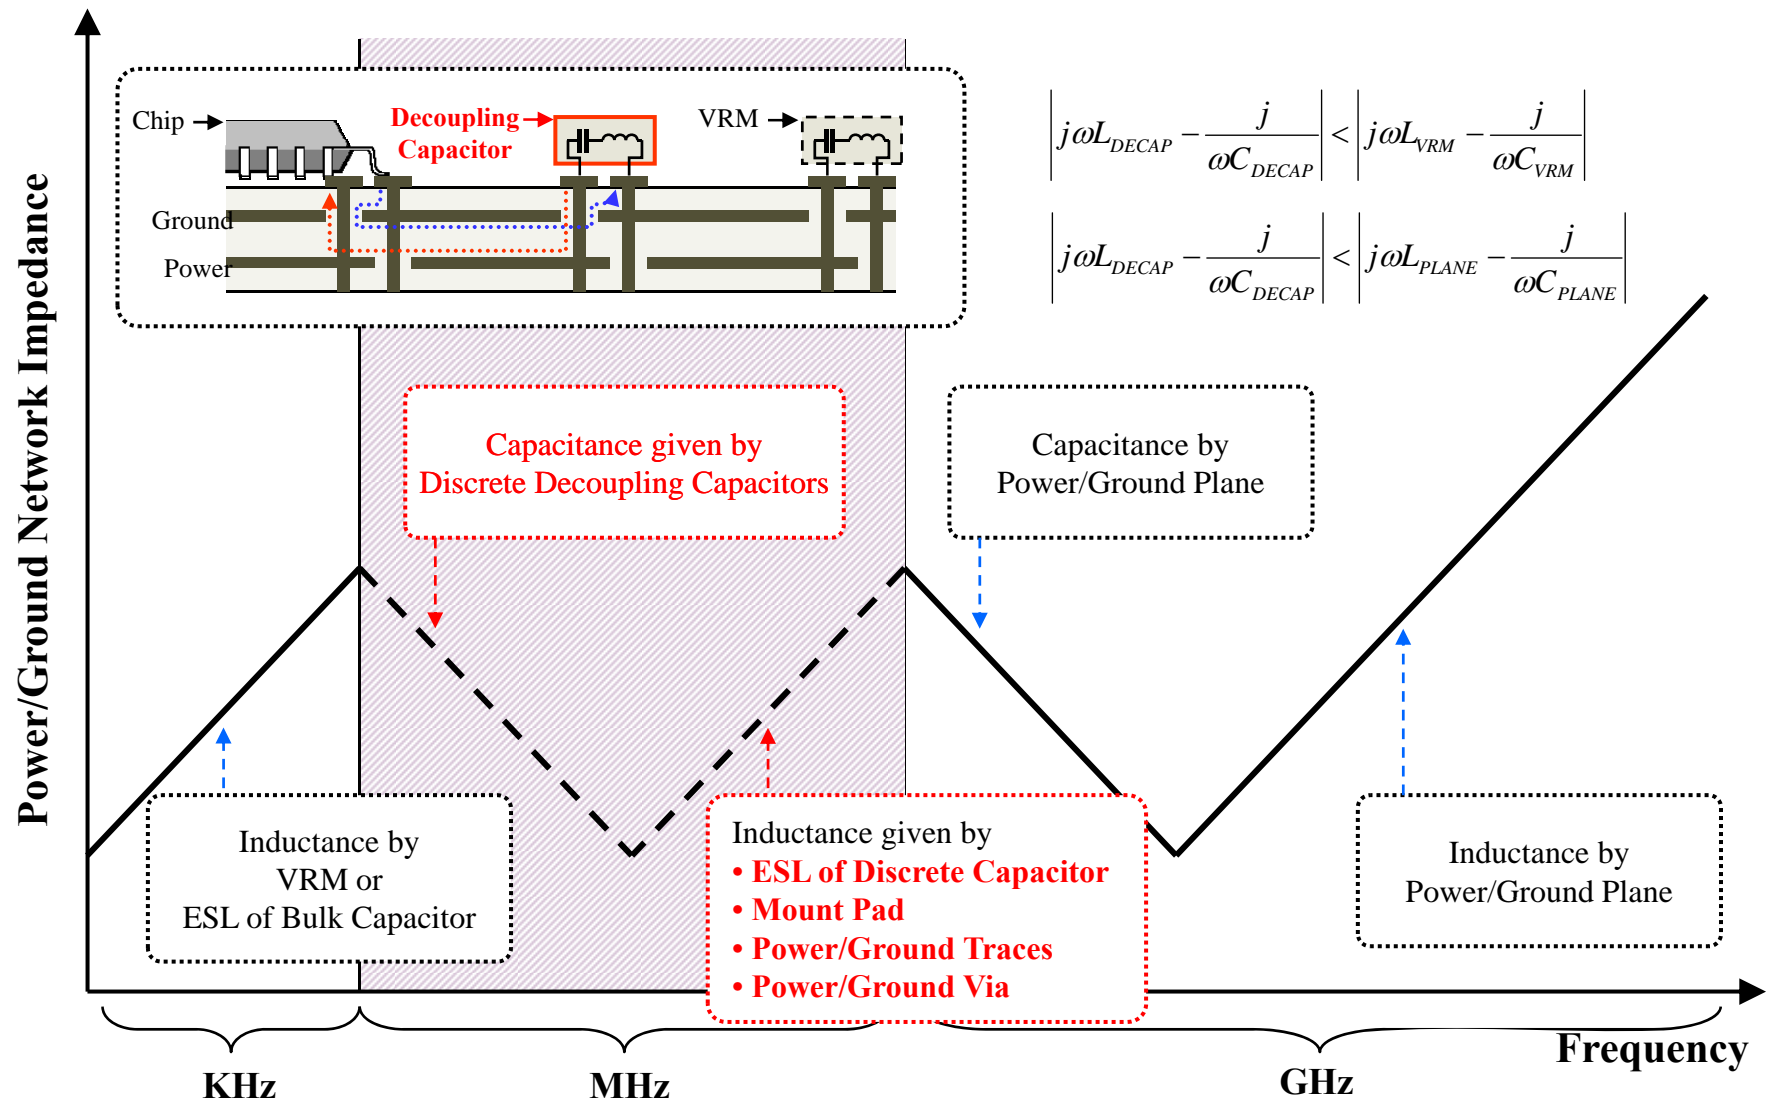 Power/Ground Network Impedance
Chip
Decoupling
Capacitor
VRM
Ground
Power
|jωL_DECAP − j/(ωC_DECAP)| < |jωL_VRM − j/(ωC_VRM)|
|jωL_DECAP − j/(ωC_DECAP)| < |jωL_PLANE − j/(ωC_PLANE)|
Capacitance given by
Discrete Decoupling Capacitors
Capacitance by
Power/Ground Plane
Inductance by
VRM or
ESL of Bulk Capacitor
Inductance given by
• ESL of Discrete Capacitor
• Mount Pad
• Power/Ground Traces
• Power/Ground Via
Inductance by
Power/Ground Plane
Frequency
KHz
MHz
GHz